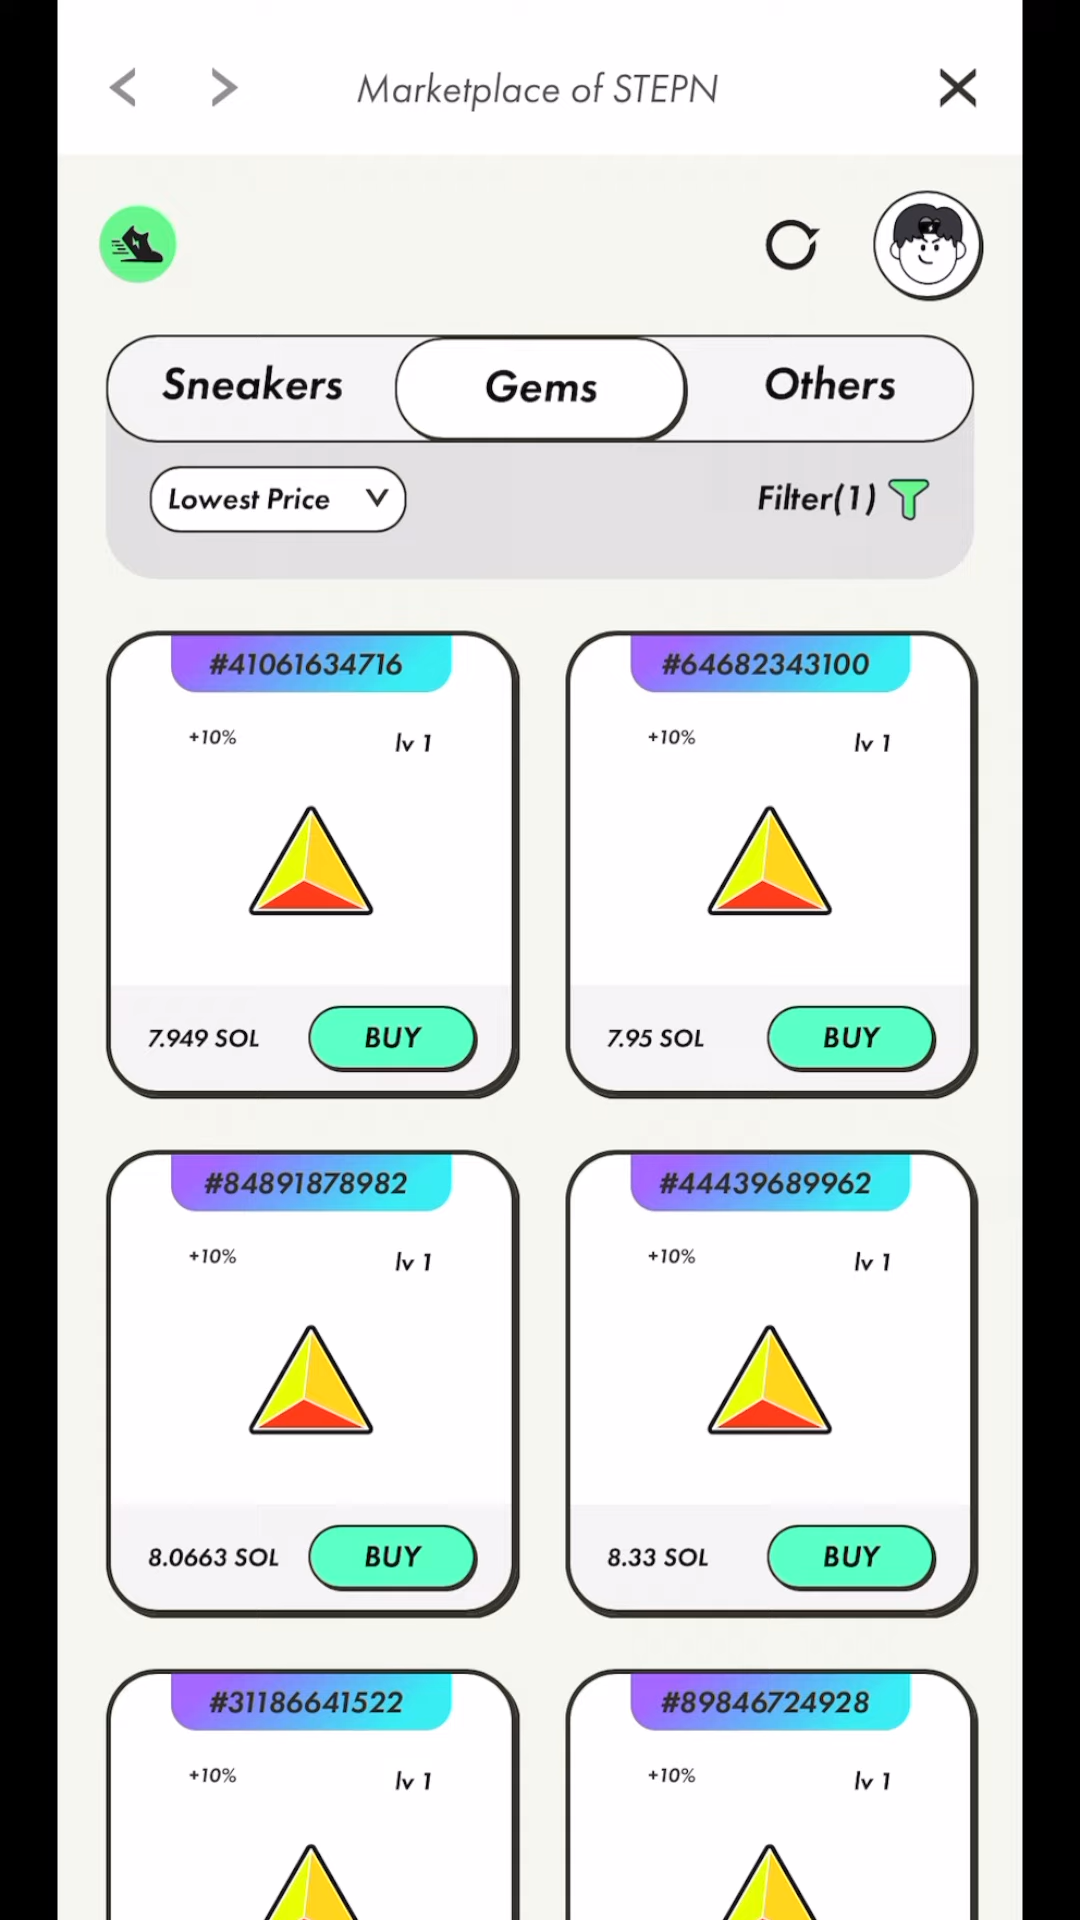 Marketplace of STEPN
Sneakers Gems Others
Lowest Price Filter(1)
#41061634716 #64682343100
+10% lv 1 +10% lv 1
7.949 SOL BUY 7.95 SOL BUY
#84891878982 #44439689962
+10% lv 1 +10% lv 1
8.0663 SOL BUY 8.33 SOL BUY
#31186641522 #89846724928
+10% lv 1 +10% lv 1